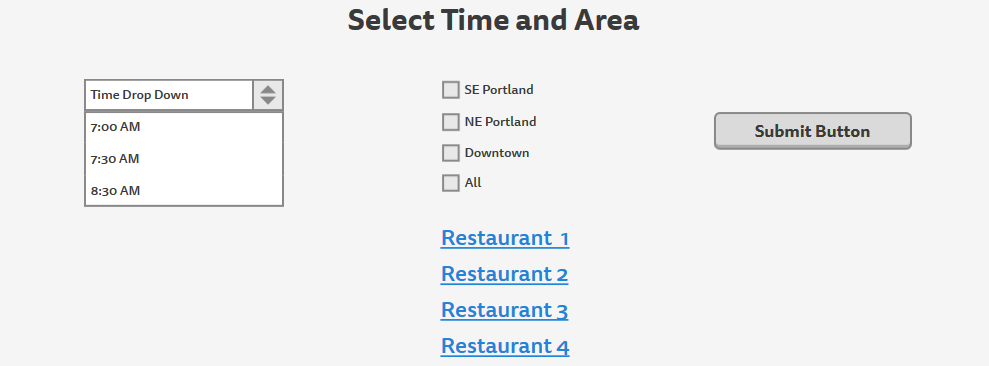 Select Time and Area
Time Drop Down
7:00 AM
7:30 AM
8:30 AM
SE Portland
NE Portland
Downtown
All
Submit Button
Restaurant 1
Restaurant 2
Restaurant 3
Restaurant 4